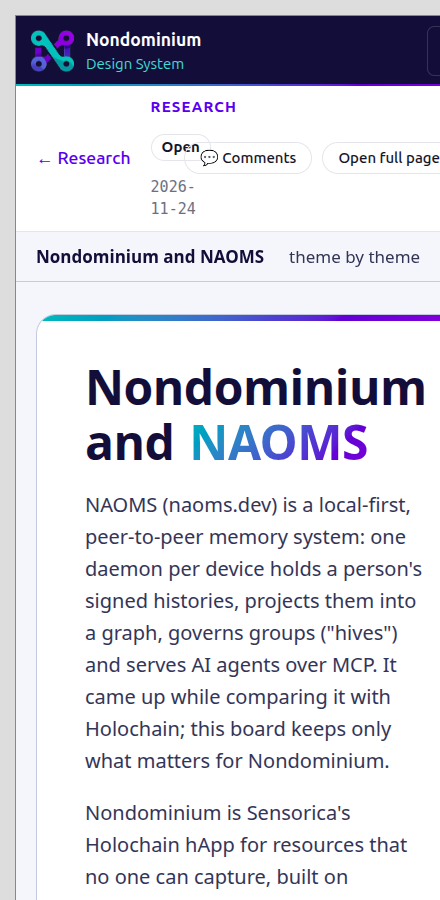 Nondominium
Design System
RESEARCH
← Research
Open
💬 Comments
Open full page
2026-
11-24
Nondominium and NAOMS
theme by theme
Nondominium
and NAOMS
NAOMS (naoms.dev) is a local-first,
peer-to-peer memory system: one
daemon per device holds a person's
signed histories, projects them into
a graph, governs groups ("hives")
and serves AI agents over MCP. It
came up while comparing it with
Holochain; this board keeps only
what matters for Nondominium.
Nondominium is Sensorica's
Holochain hApp for resources that
no one can capture, built on